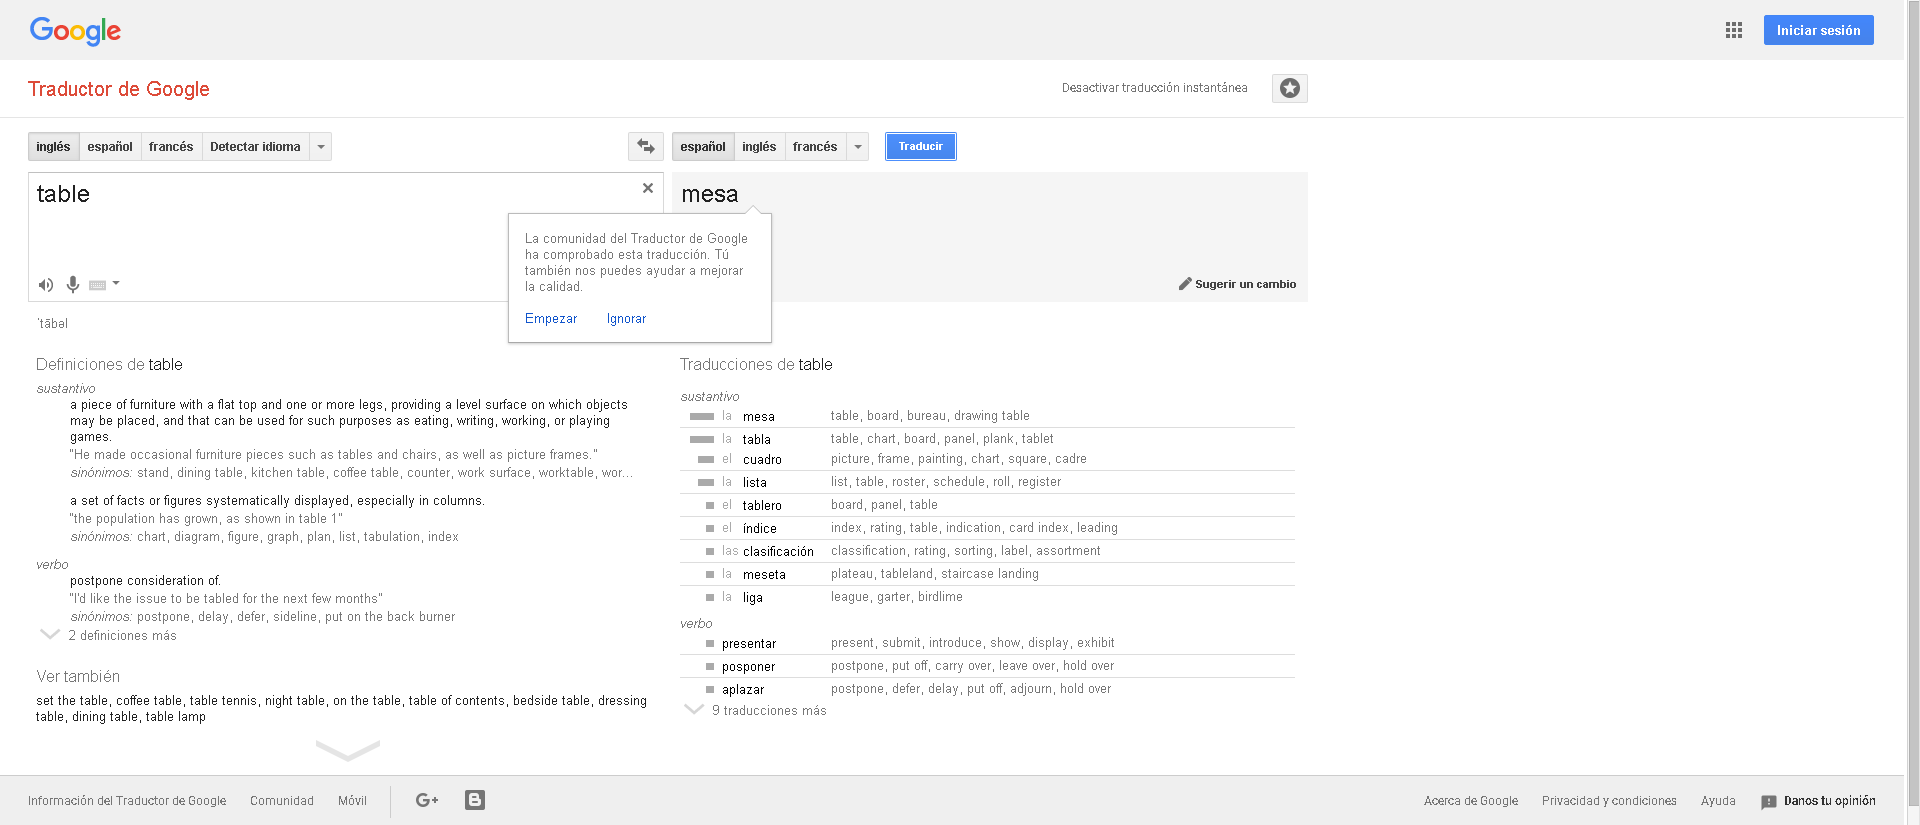 Google
Iniciar sesión
Traductor de Google
Desactivar traducción instantánea
inglés español francés Detectar idioma
español inglés francés Traducir
table
mesa
La comunidad del Traductor de Google
ha comprobado esta traducción. Tú
también nos puedes ayudar a mejorar
la calidad.
Empezar Ignorar
Sugerir un cambio
ˈtābəl
Definiciones de table
sustantivo
a piece of furniture with a flat top and one or more legs, providing a level surface on which objects
may be placed, and that can be used for such purposes as eating, writing, working, or playing
games.
"He made occasional furniture pieces such as tables and chairs, as well as picture frames."
sinónimos: stand, dining table, kitchen table, coffee table, counter, work surface, worktable, wor...
a set of facts or figures systematically displayed, especially in columns.
"the population has grown, as shown in table 1"
sinónimos: chart, diagram, figure, graph, plan, list, tabulation, index
verbo
postpone consideration of.
"I'd like the issue to be tabled for the next few months"
sinónimos: postpone, delay, defer, sideline, put on the back burner
2 definiciones más
Ver también
set the table, coffee table, table tennis, night table, on the table, table of contents, bedside table, dressing
table, dining table, table lamp
Traducciones de table
sustantivo
la mesa table, board, bureau, drawing table
la tabla table, chart, board, panel, plank, tablet
el cuadro picture, frame, painting, chart, square, cadre
la lista list, table, roster, schedule, roll, register
el tablero board, panel, table
el índice index, rating, table, indication, card index, leading
las clasificación classification, rating, sorting, label, assortment
la meseta plateau, tableland, staircase landing
la liga league, garter, birdlime
verbo
presentar present, submit, introduce, show, display, exhibit
posponer postpone, put off, carry over, leave over, hold over
aplazar postpone, defer, delay, put off, adjourn, hold over
9 traducciones más
Información del Traductor de Google Comunidad Móvil G+ B
Acerca de Google Privacidad y condiciones Ayuda Danos tu opinión